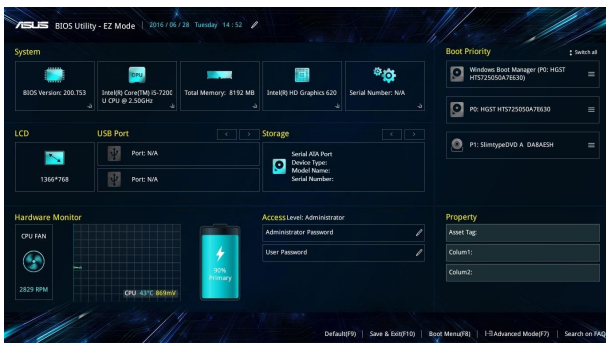 ASUS BIOS Utility - EZ Mode 2016 / 06 / 28 Tuesday 14 : 52
System
BIOS Version: 200.T53
CPU
Intel(R) Core(TM) i5-7200
U CPU @ 2.50GHz
Total Memory: 8192 MB
Intel(R) HD Graphics 620
Serial Number: N/A
Boot Priority
Switch all
Windows Boot Manager (P0: HGST
HTS725050A7E630)
P0: HGST HTS725050A7E630
P1: SlimtypeDVD A DA8AESH
LCD
1366*768
USB Port
Port: N/A
Port: N/A
Storage
Serial ATA Port
Device Type:
Model Name:
Serial Number:
Hardware Monitor
CPU FAN
2829 RPM
CPU 43°C 869mV
90%
Primary
Access Level: Administrator
Administrator Password
User Password
Property
Asset Tag:
Colum1:
Colum2:
Default(F9) | Save & Exit(F10) | Boot Menu(F8) | Advanced Mode(F7) | Search on FAQ